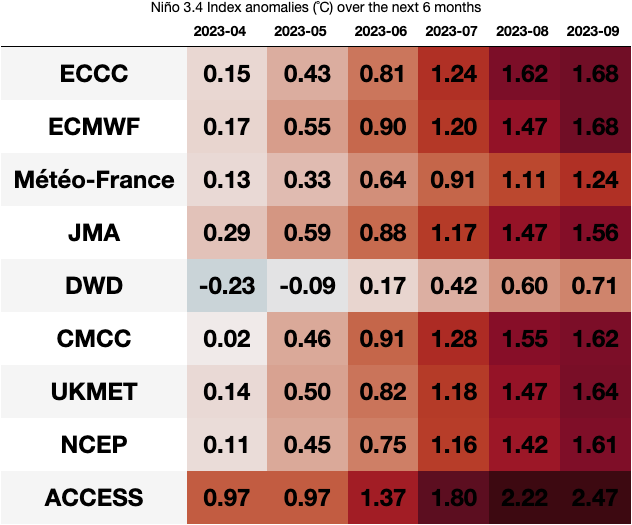 Niño 3.4 Index anomalies (°C) over the next 6 months
2023-04 2023-05 2023-06 2023-07 2023-08 2023-09
ECCC 0.15 0.43 0.81 1.24 1.62 1.68
ECMWF 0.17 0.55 0.90 1.20 1.47 1.68
Météo-France 0.13 0.33 0.64 0.91 1.11 1.24
JMA 0.29 0.59 0.88 1.17 1.47 1.56
DWD -0.23 -0.09 0.17 0.42 0.60 0.71
CMCC 0.02 0.46 0.91 1.28 1.55 1.62
UKMET 0.14 0.50 0.82 1.18 1.47 1.64
NCEP 0.11 0.45 0.75 1.16 1.42 1.61
ACCESS 0.97 0.97 1.37 1.80 2.22 2.47